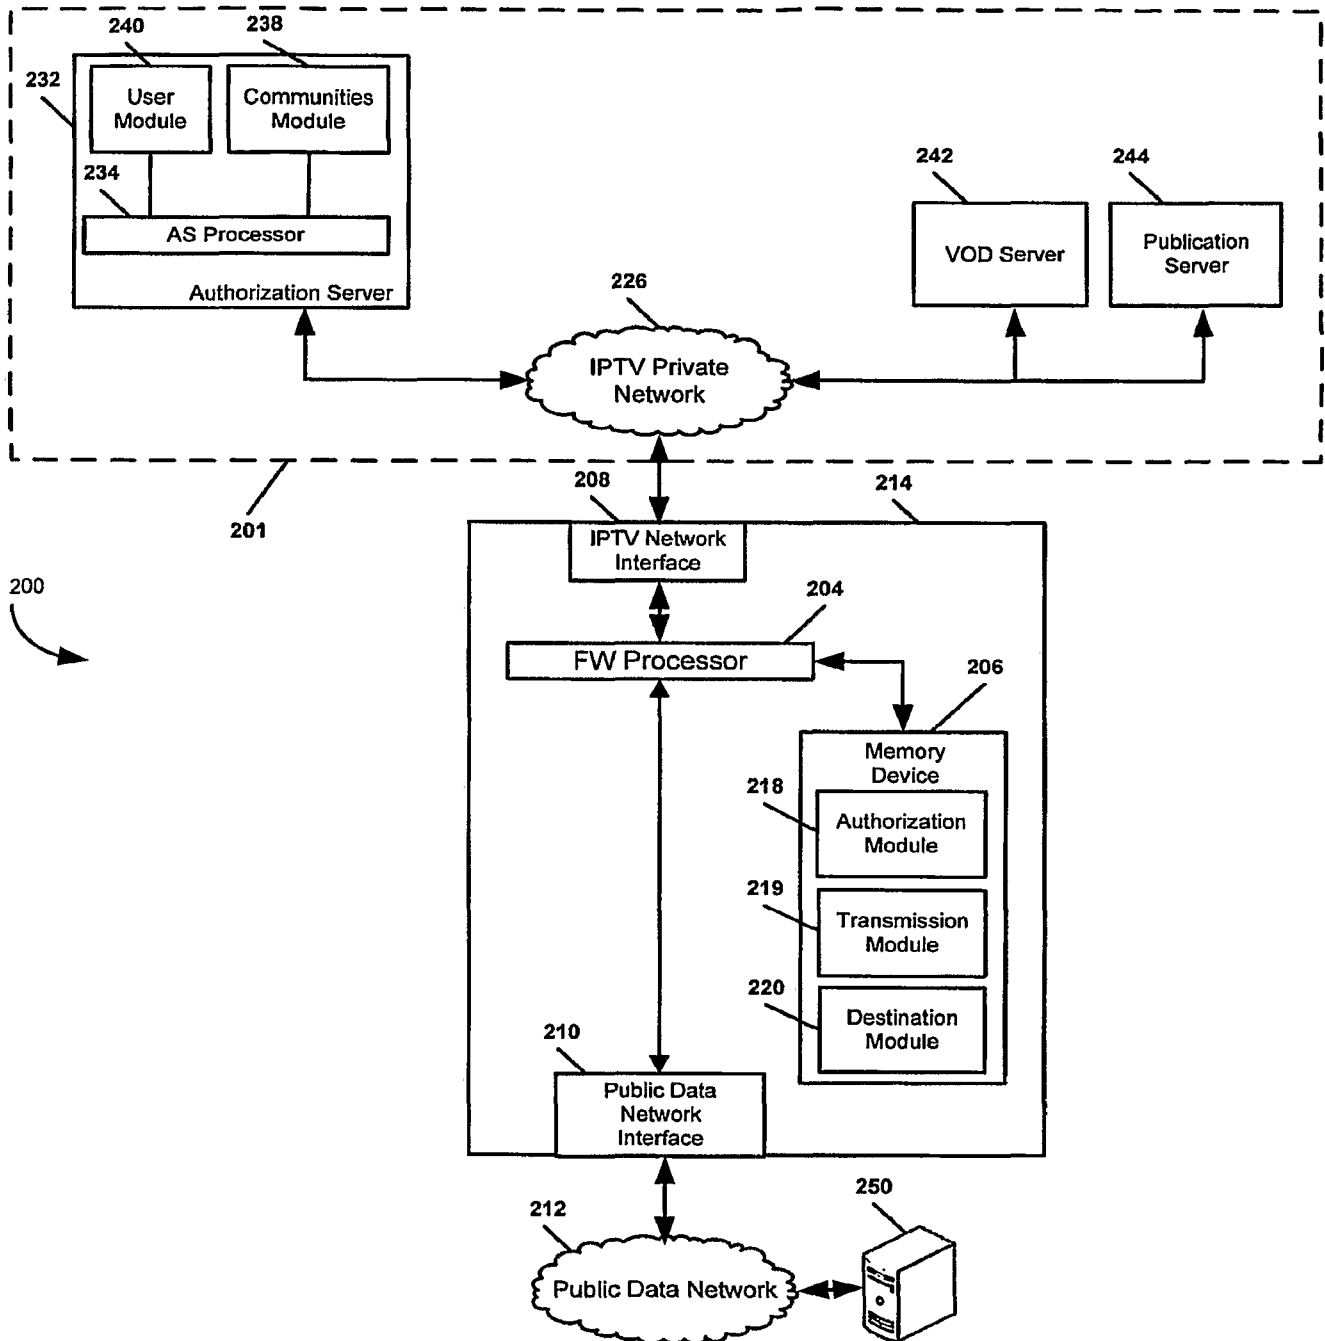 240
238
232
User
Module
Communities
Module
234
AS Processor
Authorization Server
242
244
VOD Server
Publication
Server
226
IPTV Private
Network
201
208
214
IPTV Network
Interface
200
204
FW Processor
206
Memory
Device
218
Authorization
Module
219
Transmission
Module
220
Destination
Module
210
Public Data
Network
Interface
212
250
Public Data Network